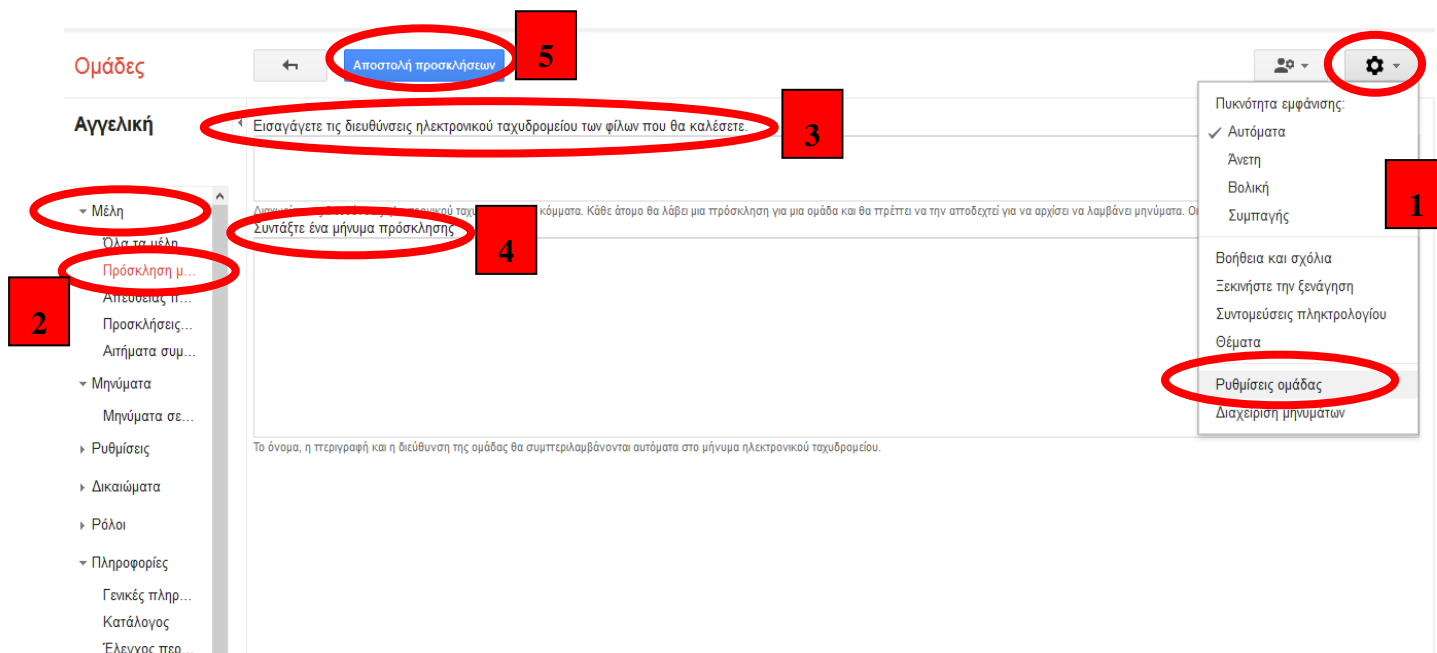 Ομάδες
Αποστολή προσκλήσεων
5
Αγγελική
Εισαγάγετε τις διευθύνσεις ηλεκτρονικού ταχυδρομείου των φίλων που θα καλέσετε.
3
Πυκνότητα εμφάνισης:
Αυτόματα
Άνετη
Βολική
Συμπαγής
1
Βοήθεια και σχόλια
Ξεκινήστε την ξενάγηση
Συντομεύσεις πληκτρολογίου
Θέματα
Ρυθμίσεις ομάδας
Διαχείριση μηνυμάτων
κόμματα. Κάθε άτομο θα λάβει μια πρόσκληση για μια ομάδα και θα πρέπει να την αποδεχτεί για να αρχίσει να λαμβάνει μηνύματα.
Συντάξτε ένα μήνυμα πρόσκλησης
4
Το όνομα, η περιγραφή και η διεύθυνση της ομάδας θα συμπεριλαμβάνονται αυτόματα στο μήνυμα ηλεκτρονικού ταχυδρομείου.
Μέλη
Όλα τα μέλη
Πρόσκληση μ...
2
Απευθείας π...
Προσκλήσεις...
Αιτήματα συμ...
Μηνύματα
Μηνύματα σε...
Ρυθμίσεις
Δικαιώματα
Ρόλοι
Πληροφορίες
Γενικές πληρ...
Κατάλογος
Έλεγχος περ...